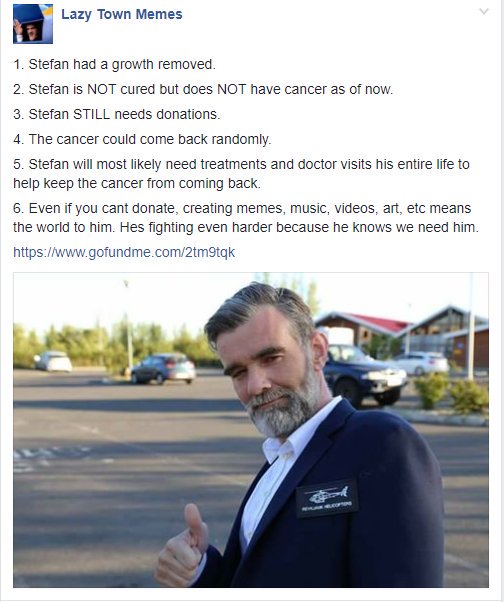 Lazy Town Memes
1. Stefan had a growth removed.
2. Stefan is NOT cured but does NOT have cancer as of now.
3. Stefan STILL needs donations.
4. The cancer could come back randomly.
5. Stefan will most likely need treatments and doctor visits his entire life to
help keep the cancer from coming back.
6. Even if you cant donate, creating memes, music, videos, art, etc means
the world to him. Hes fighting even harder because he knows we need him.
https://www.gofundme.com/2tm9tqk
REYKJAVIK HELICOPTERS